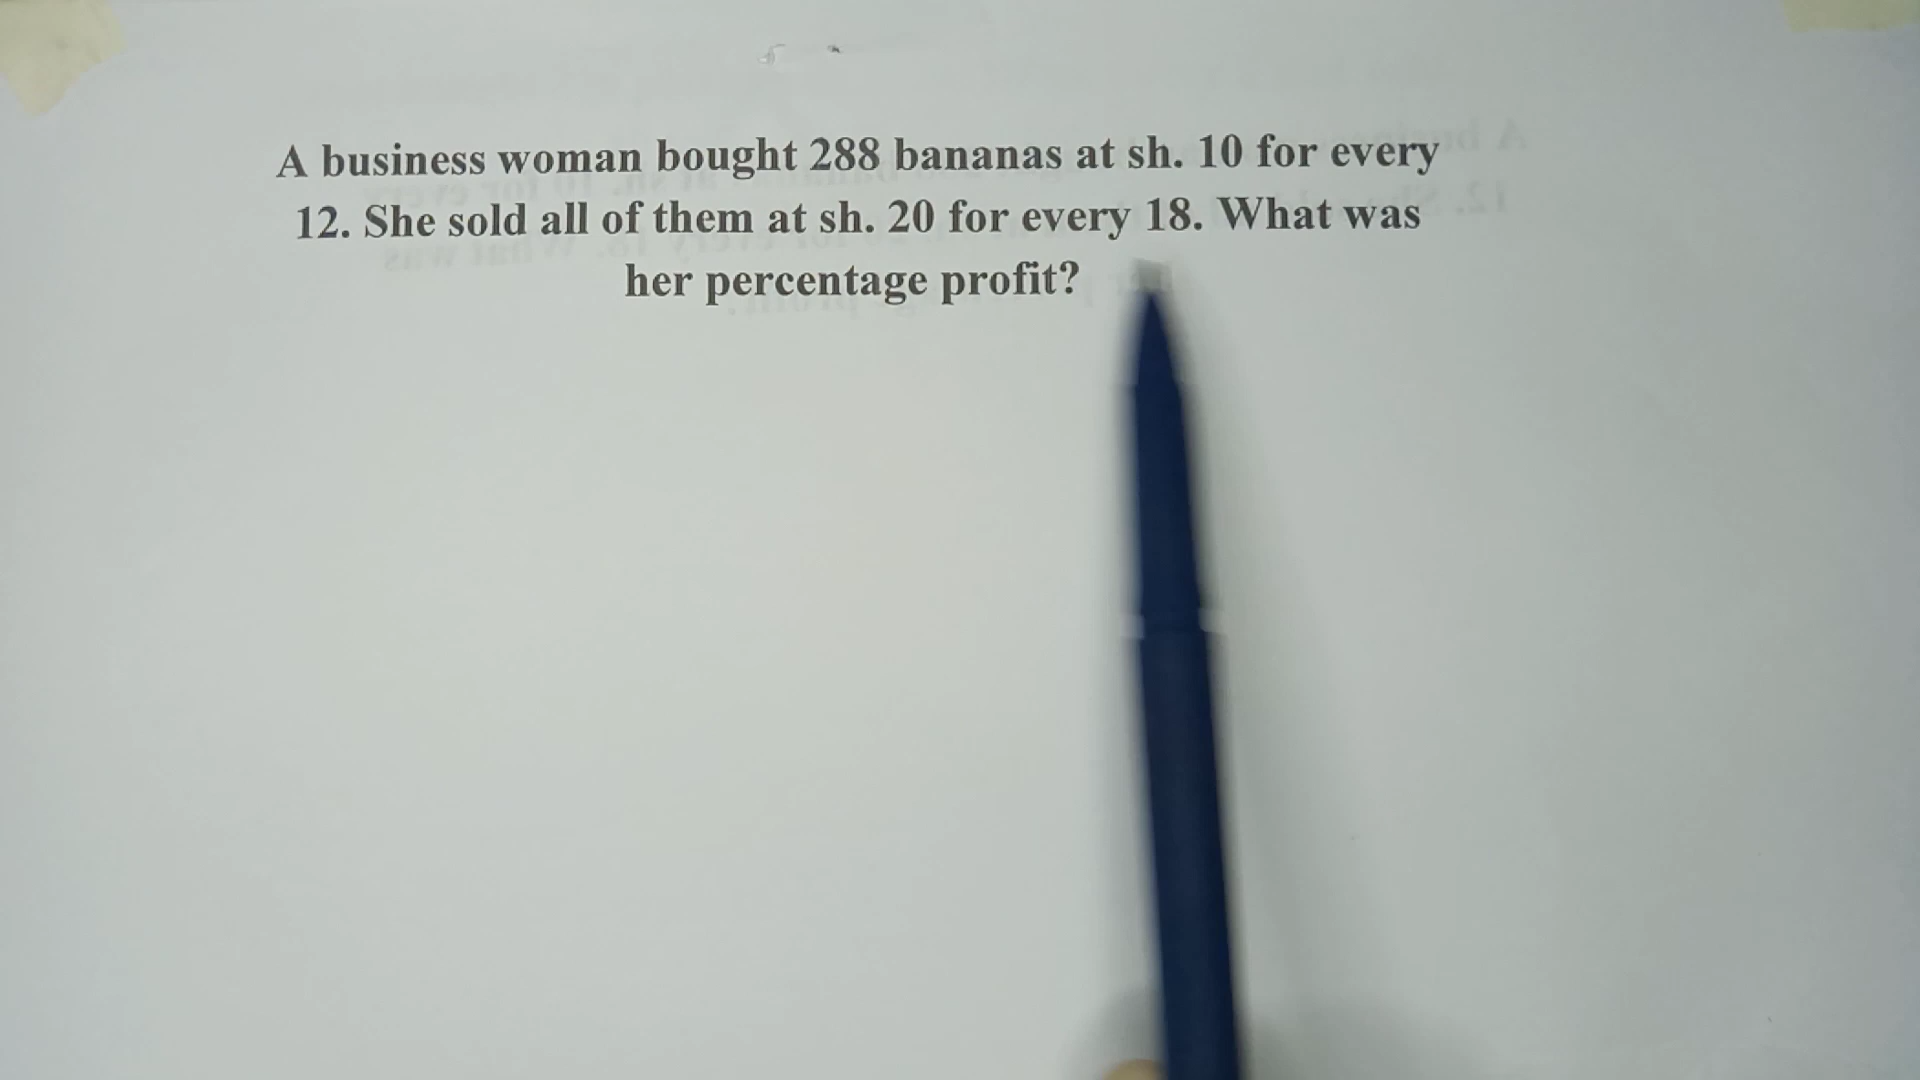 A business woman bought 288 bananas at sh. 10 for every
12. She sold all of them at sh. 20 for every 18. What was
her percentage profit?